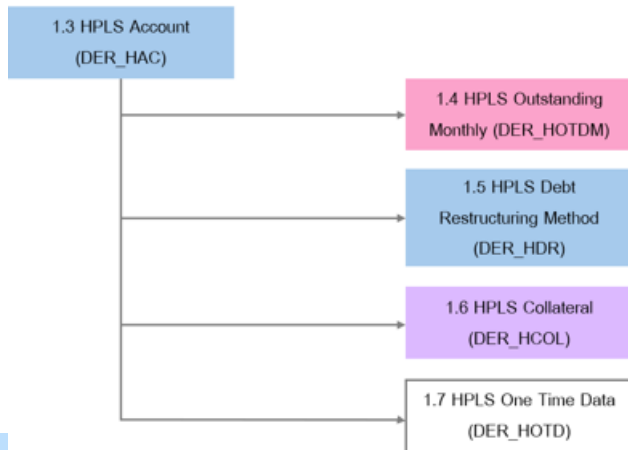 1.3 HPLS Account
(DER_HAC)
1.4 HPLS Outstanding
Monthly (DER_HOTDM)
1.5 HPLS Debt
Restructuring Method
(DER_HDR)
1.6 HPLS Collateral
(DER_HCOL)
1.7 HPLS One Time Data
(DER_HOTD)